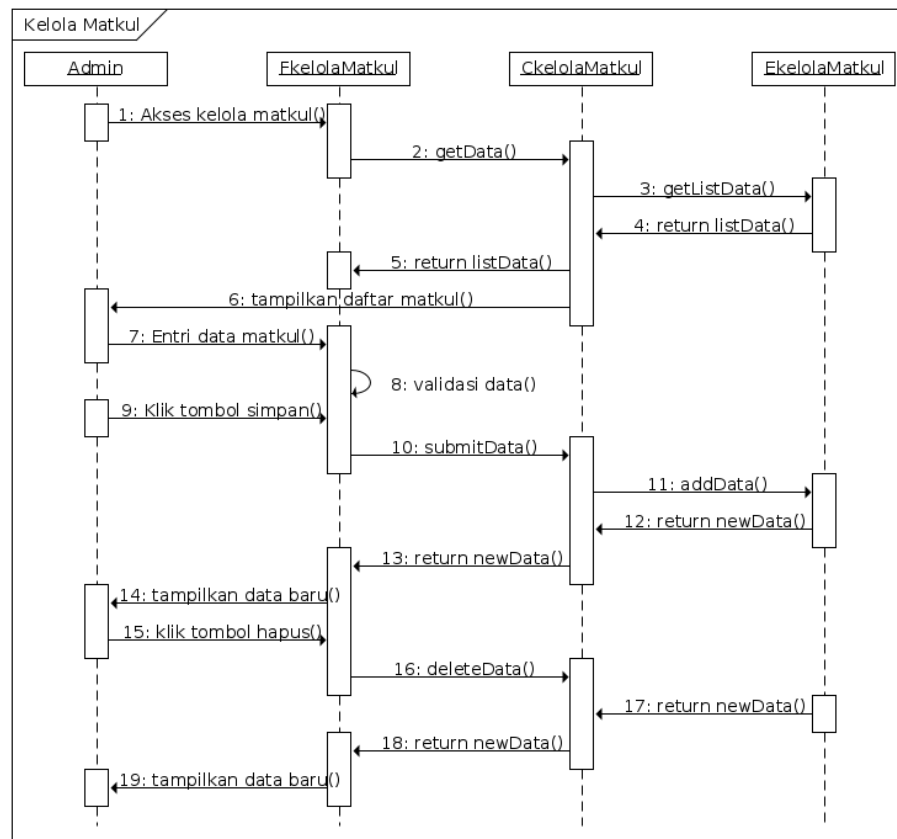 Kelola Matkul
Admin
FkelolaMatkul
CkelolaMatkul
EkelolaMatkul
1: Akses kelola matkul()
2: getData()
3: getListData()
4: return listData()
5: return listData()
6: tampilkan daftar matkul()
7: Entri data matkul()
8: validasi data()
9: Klik tombol simpan()
10: submitData()
11: addData()
12: return newData()
13: return newData()
14: tampilkan data baru()
15: klik tombol hapus()
16: deleteData()
17: return newData()
18: return newData()
19: tampilkan data baru()